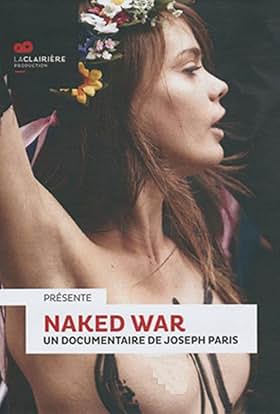 LACLAIRIÈRE
PRODUCTION
PRÉSENTE
NAKED WAR
UN DOCUMENTAIRE DE JOSEPH PARIS